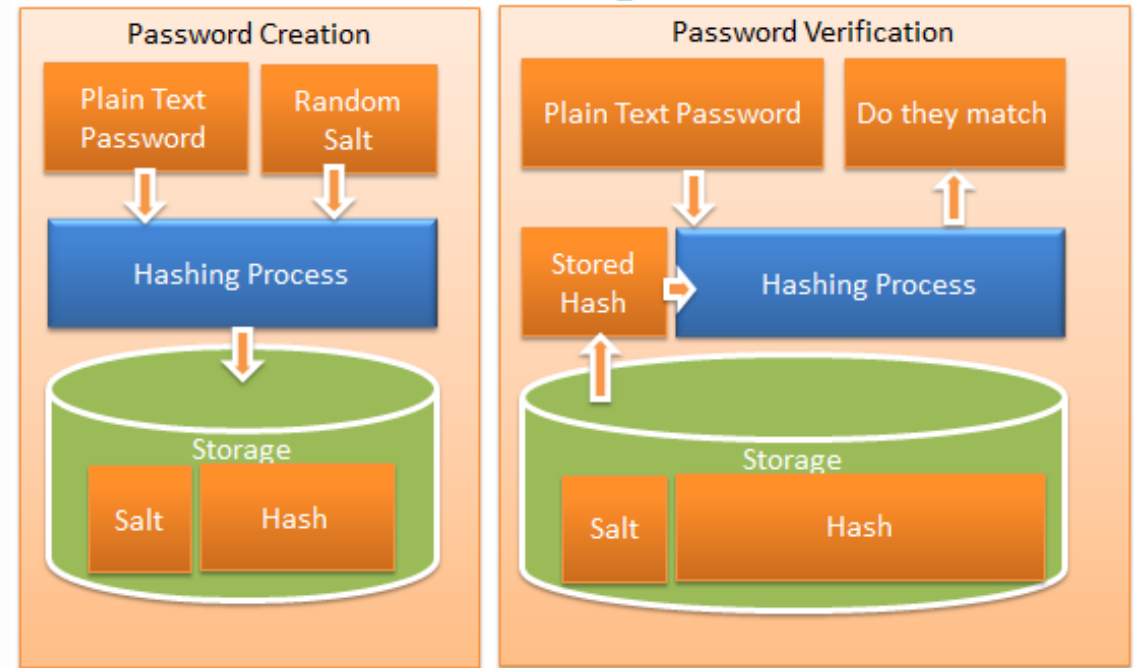 Password Creation
Plain Text
Password
Random
Salt
Hashing Process
Storage
Salt
Hash
Password Verification
Plain Text Password
Do they match
Stored
Hash
Hashing Process
Storage
Salt
Hash